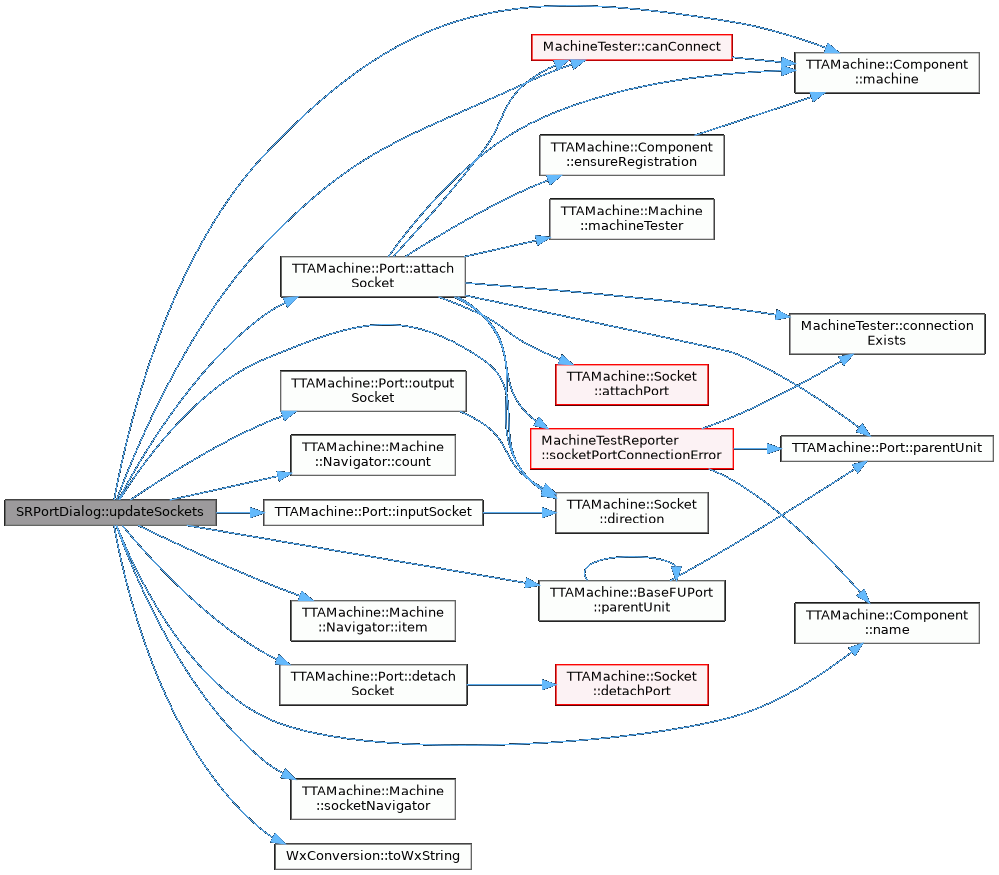 MachineTester::canConnect
TTAMachine::Component
::machine
TTAMachine::Component
::ensureRegistration
TTAMachine::Machine
::machineTester
TTAMachine::Port::attach
Socket
MachineTester::connection
Exists
TTAMachine::Socket
::attachPort
TTAMachine::Port::output
Socket
MachineTestReporter
::socketPortConnectionError
TTAMachine::Port::parentUnit
TTAMachine::Machine
::Navigator::count
SRPortDialog::updateSockets
TTAMachine::Port::inputSocket
TTAMachine::Socket
::direction
TTAMachine::BaseFUPort
::parentUnit
TTAMachine::Machine
::Navigator::item
TTAMachine::Component
::name
TTAMachine::Port::detach
Socket
TTAMachine::Socket
::detachPort
TTAMachine::Machine
::socketNavigator
WxConversion::toWxString